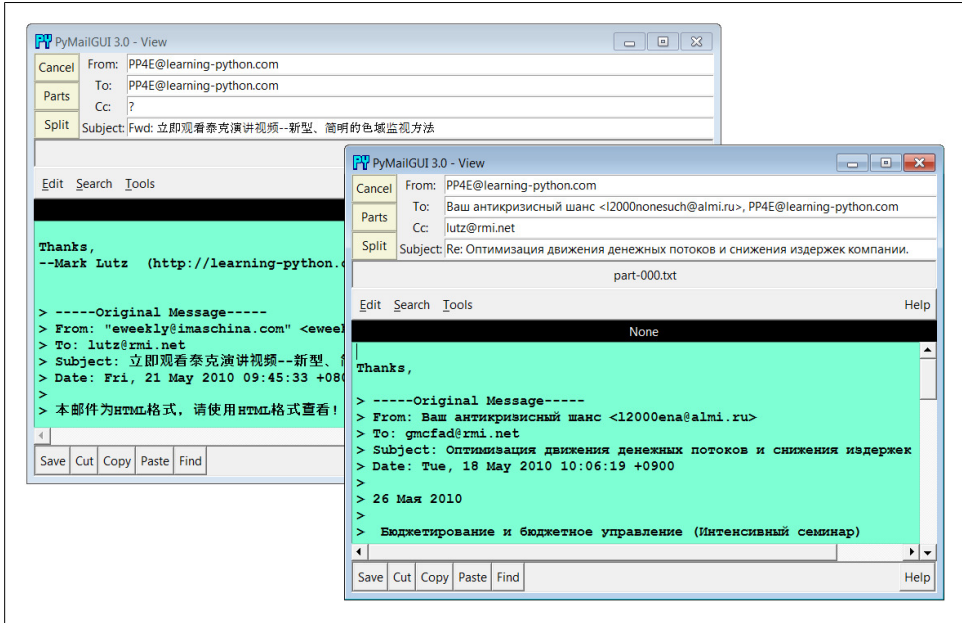 PyMailGUI 3.0 - View
Cancel From: PP4E@learning-python.com
Parts To: PP4E@learning-python.com
Cc: ?
Split Subject: Fwd: 立即观看泰克演讲视频--新型、简明的色域监视方法
Edit Search Tools
Thanks,
--Mark Lutz (http://learning-python.
> -----Original Message-----
> From: "eweekly@imaschina.com" <eweek
> To: lutz@rmi.net
> Subject: 立即观看泰克演讲视频--新型、
> Date: Fri, 21 May 2010 09:45:33 +080
>
> 本邮件为HTML格式，请使用HTML格式查看！
Save Cut Copy Paste Find
PyMailGUI 3.0 - View
Cancel From: PP4E@learning-python.com
Parts To: Ваш антикризисный шанс <l2000nonesuch@almi.ru>, PP4E@learning-python.com
Cc: lutz@rmi.net
Split Subject: Re: Оптимизация движения денежных потоков и снижения издержек компании.
part-000.txt
Edit Search Tools Help
None
Thanks,
> -----Original Message-----
> From: Ваш антикризисный шанс <l2000ena@almi.ru>
> To: gmcfad@rmi.net
> Subject: Оптимизация движения денежных потоков и снижения издержек
> Date: Tue, 18 May 2010 10:06:19 +0900
>
> 26 Мая 2010
>
> Бюджетирование и бюджетное управление (Интенсивный семинар)
Save Cut Copy Paste Find Help